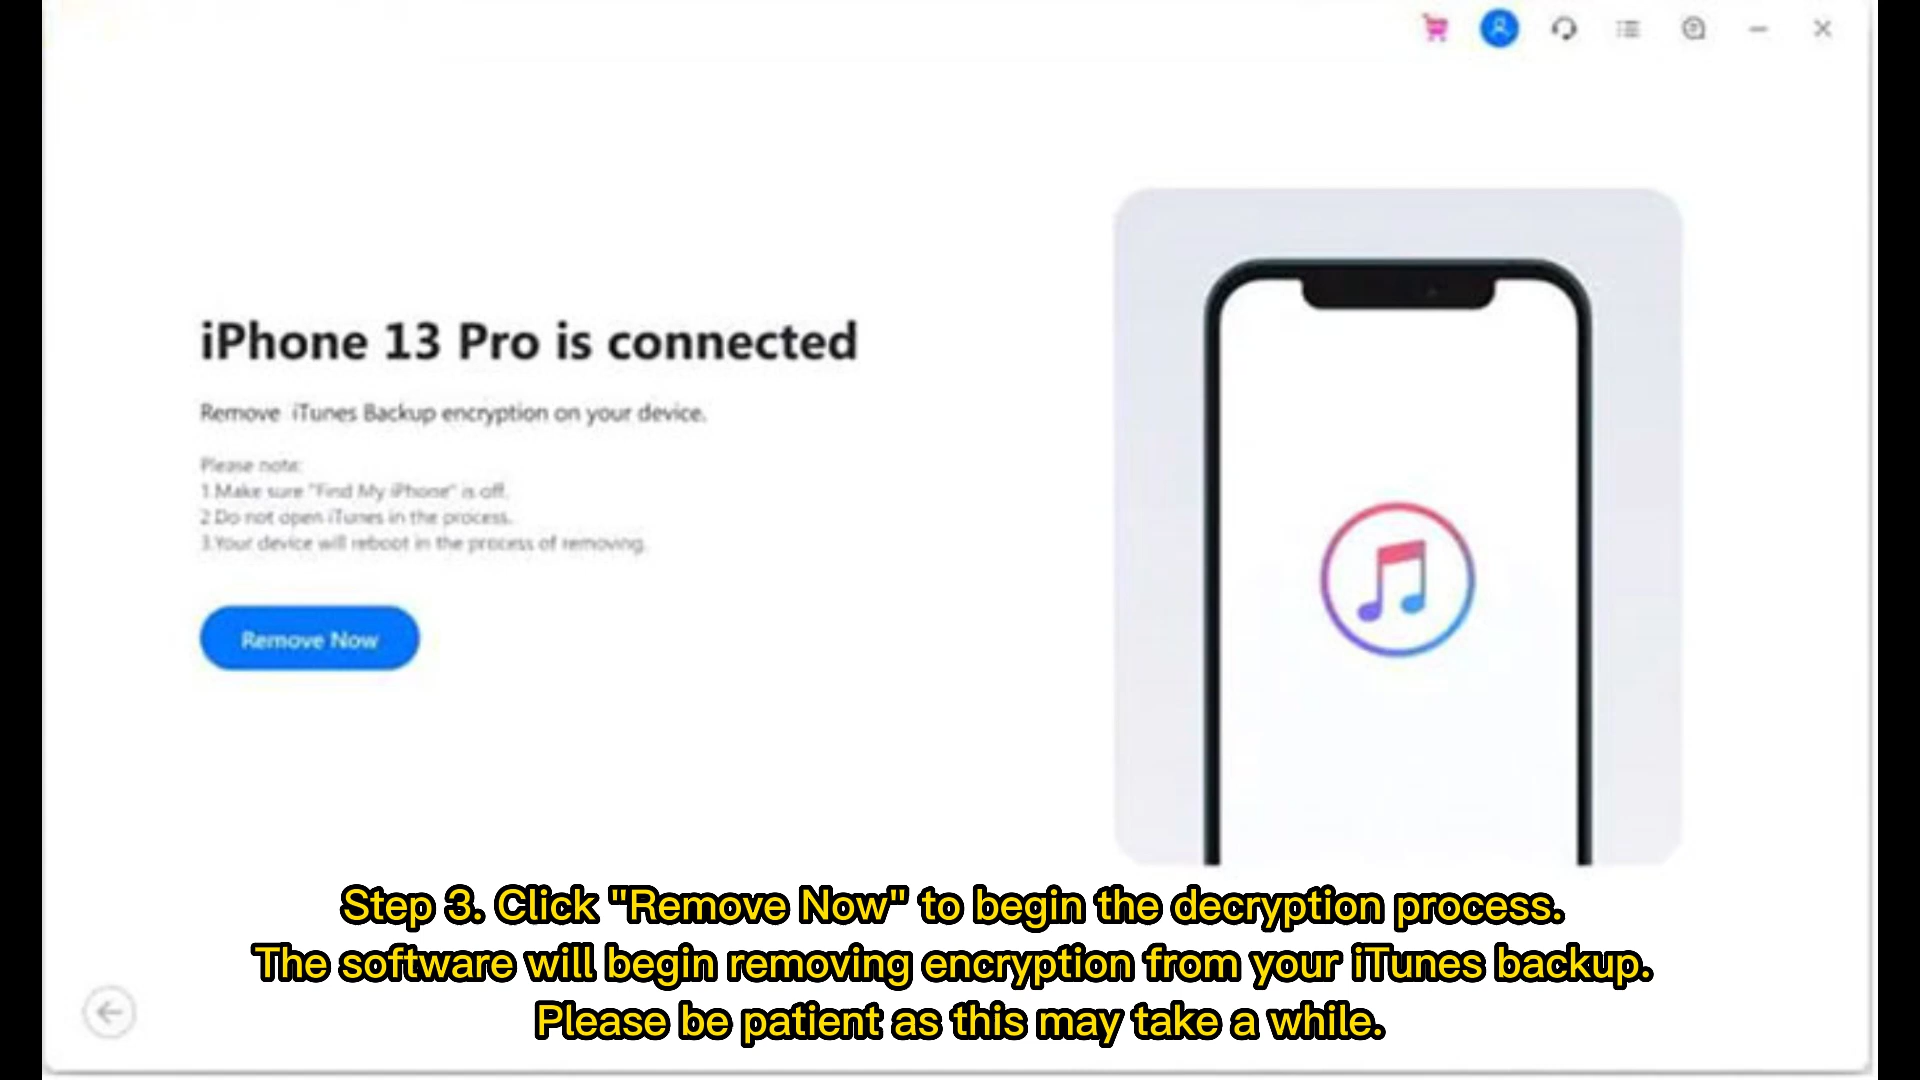 iPhone 13 Pro is connected
Remove iTunes Backup encryption on your device.
Please note:
1.Make sure "Find My iPhone" is off.
2.Do not open iTunes in the process.
3.Your device will reboot in the process of removing.
Remove Now
Step 3. Click "Remove Now" to begin the decryption process.
The software will begin removing encryption from your iTunes backup.
Please be patient as this may take a while.